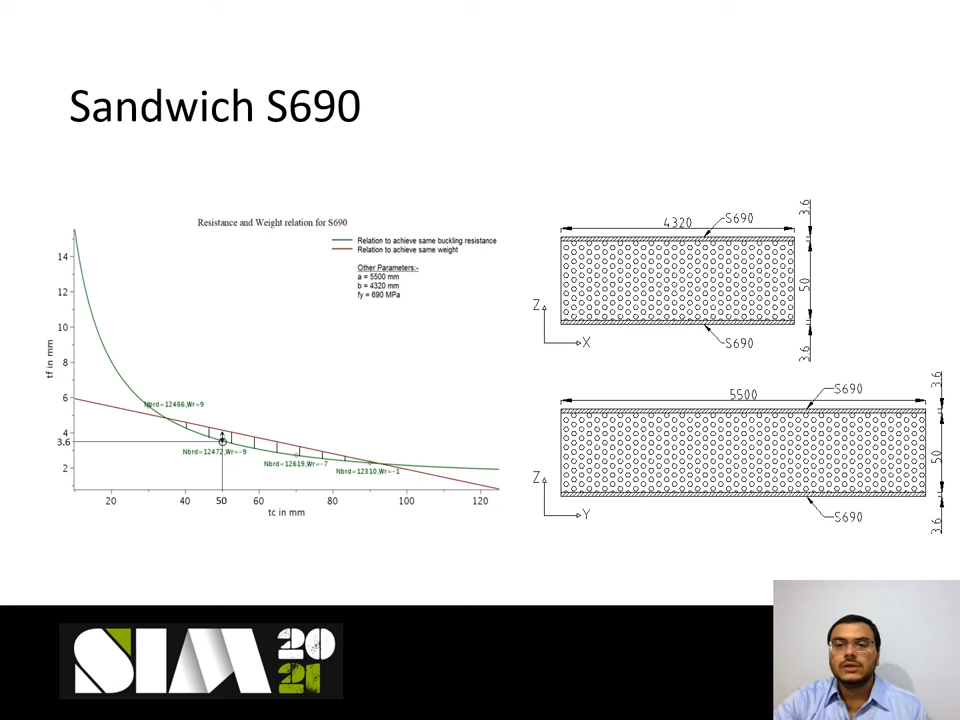 Sandwich S690
Resistance and Weight relation for S690
Relation to achieve same buckling resistance
Relation to achieve same weight
Other Parameters:-
a = 5500 mm
b = 4320 mm
fy = 690 MPa
tf in mm
14
12
10
8
6
4
3.6
2
Nbrd=12466,Wr=9
Nbrd=12472,Wr=-9
Nbrd=12619,Wr=-7
Nbrd=12310,Wr=-1
20
40
50
60
80
100
120
tc in mm
4320
S690
3.6
50
3.6
Z
X
S690
5500
S690
3.6
50
3.6
Z
Y
S690
SIM
20
21